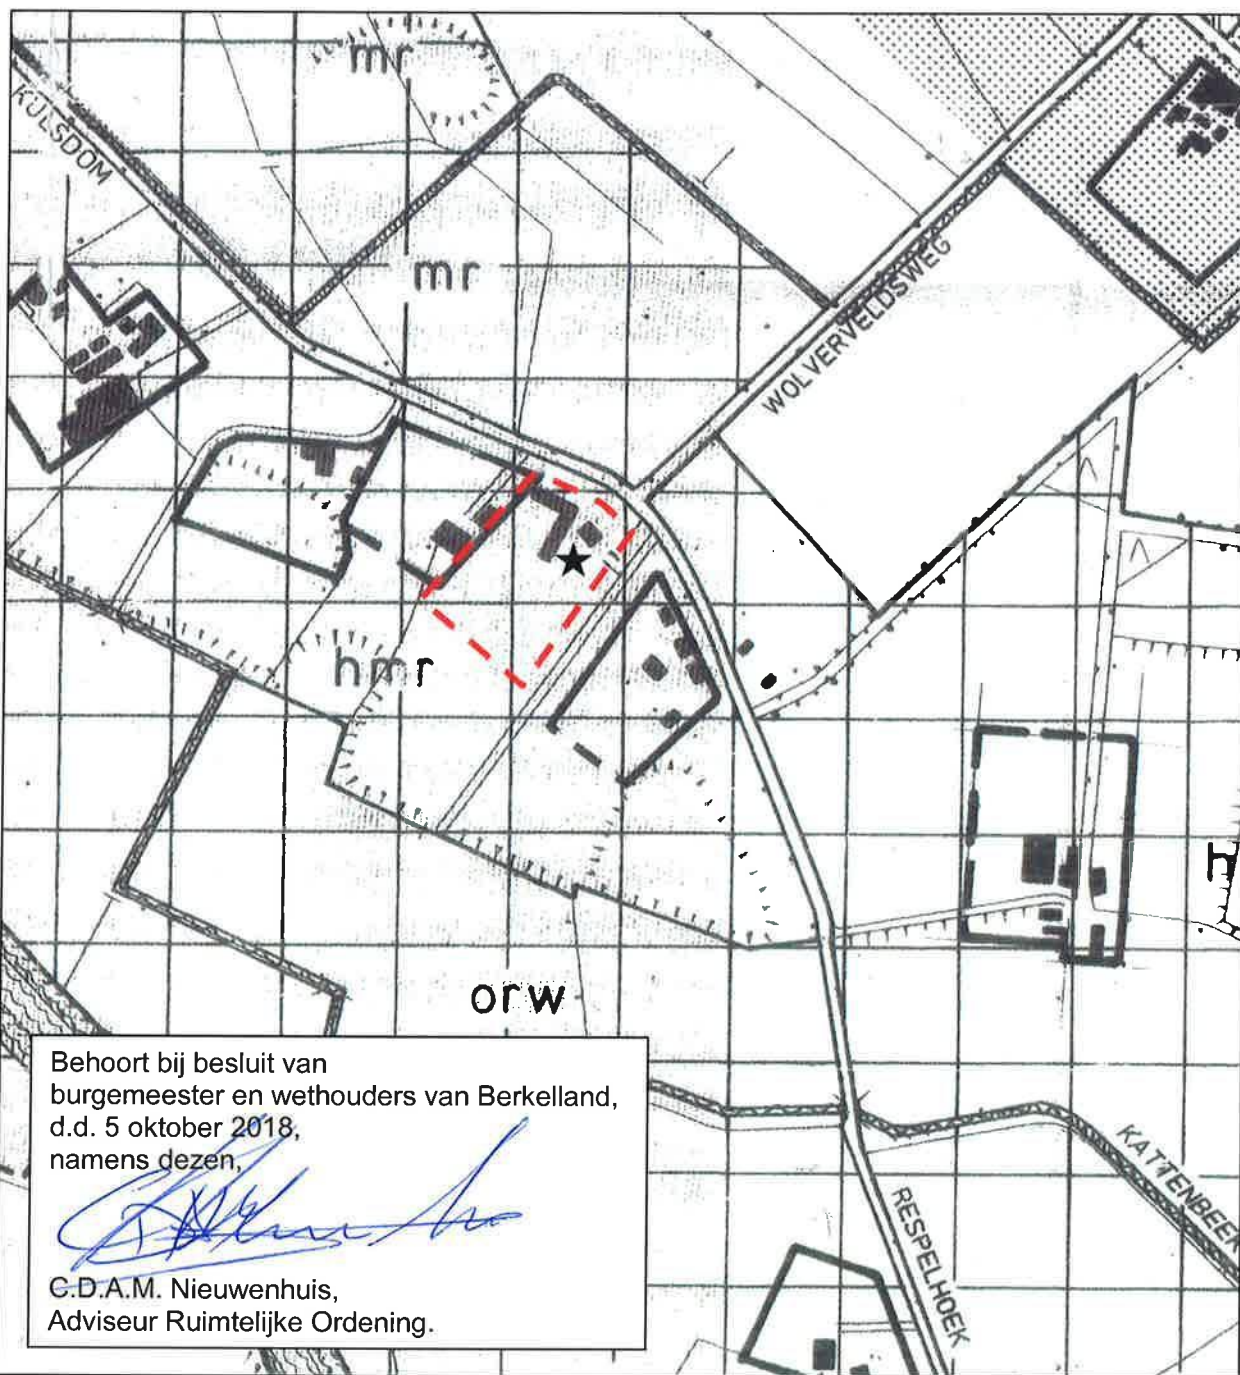 mr
KULSDOM
mr
WOLVERVELDSWEG
hmr
h
orw
Behoort bij besluit van
burgemeester en wethouders van Berkelland,
d.d. 5 oktober 2018,
namens dezen,
C.D.A.M. Nieuwenhuis,
Adviseur Ruimtelijke Ordening.
KATTENBEEK
RESPELHOEK